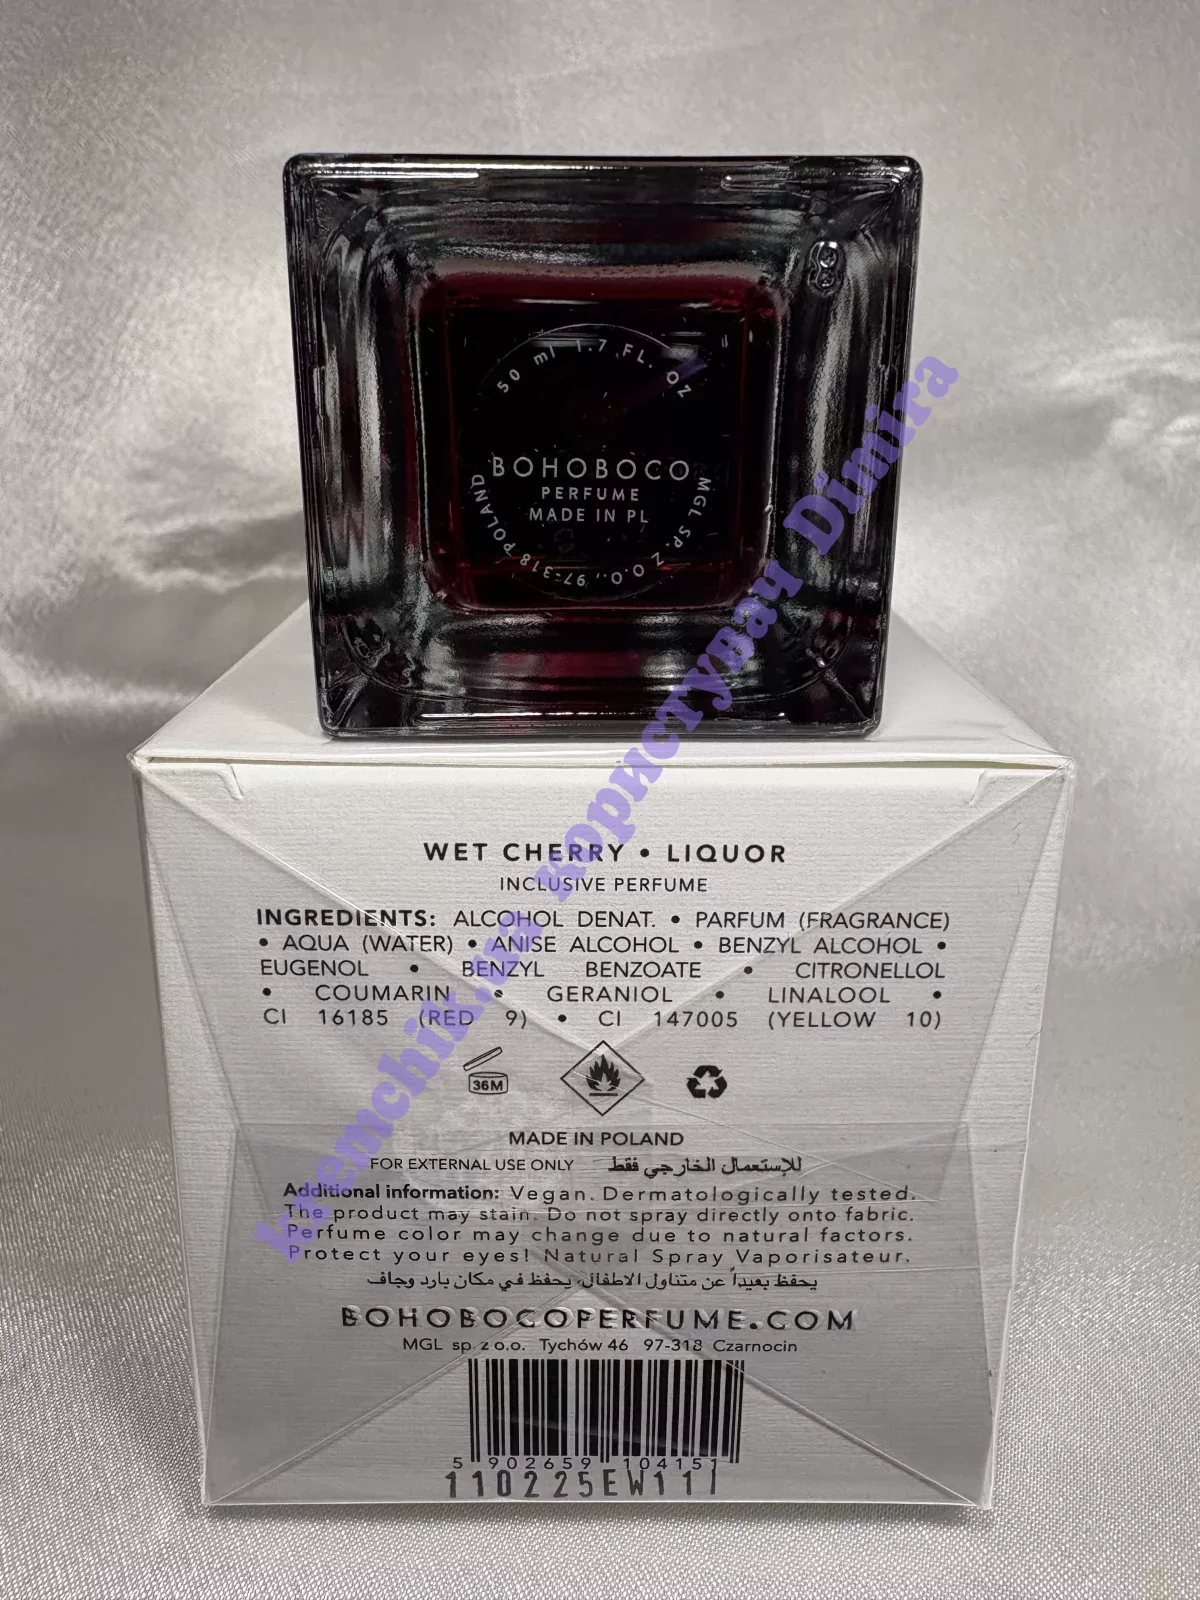 50 ml 1.7 FL. OZ
BOHOBOCO
PERFUME
MADE IN PL
MGL SP. Z O.O., 97-318 POLAND
WET CHERRY • LIQUOR
INCLUSIVE PERFUME
INGREDIENTS: ALCOHOL DENAT. • PARFUM (FRAGRANCE)
• AQUA (WATER) • ANISE ALCOHOL • BENZYL ALCOHOL •
EUGENOL • BENZYL BENZOATE • CITRONELLOL
• COUMARIN • GERANIOL • LINALOOL •
CI 16185 (RED 9) • CI 147005 (YELLOW 10)
36M
MADE IN POLAND
FOR EXTERNAL USE ONLY للإستعمال الخارجي فقط
Additional information: Vegan. Dermatologically tested.
The product may stain. Do not spray directly onto fabric.
Perfume color may change due to natural factors.
Protect your eyes! Natural Spray Vaporisateur.
يحفظ بعيداً عن متناول الاطفال، يحفظ في مكان بارد وجاف
BOHOBOCOPERFUME.COM
MGL sp. z o.o. Tychów 46 97-318 Czarnocin
5 902659 104151
110225EW111
kremchik.ua користувач Dimira